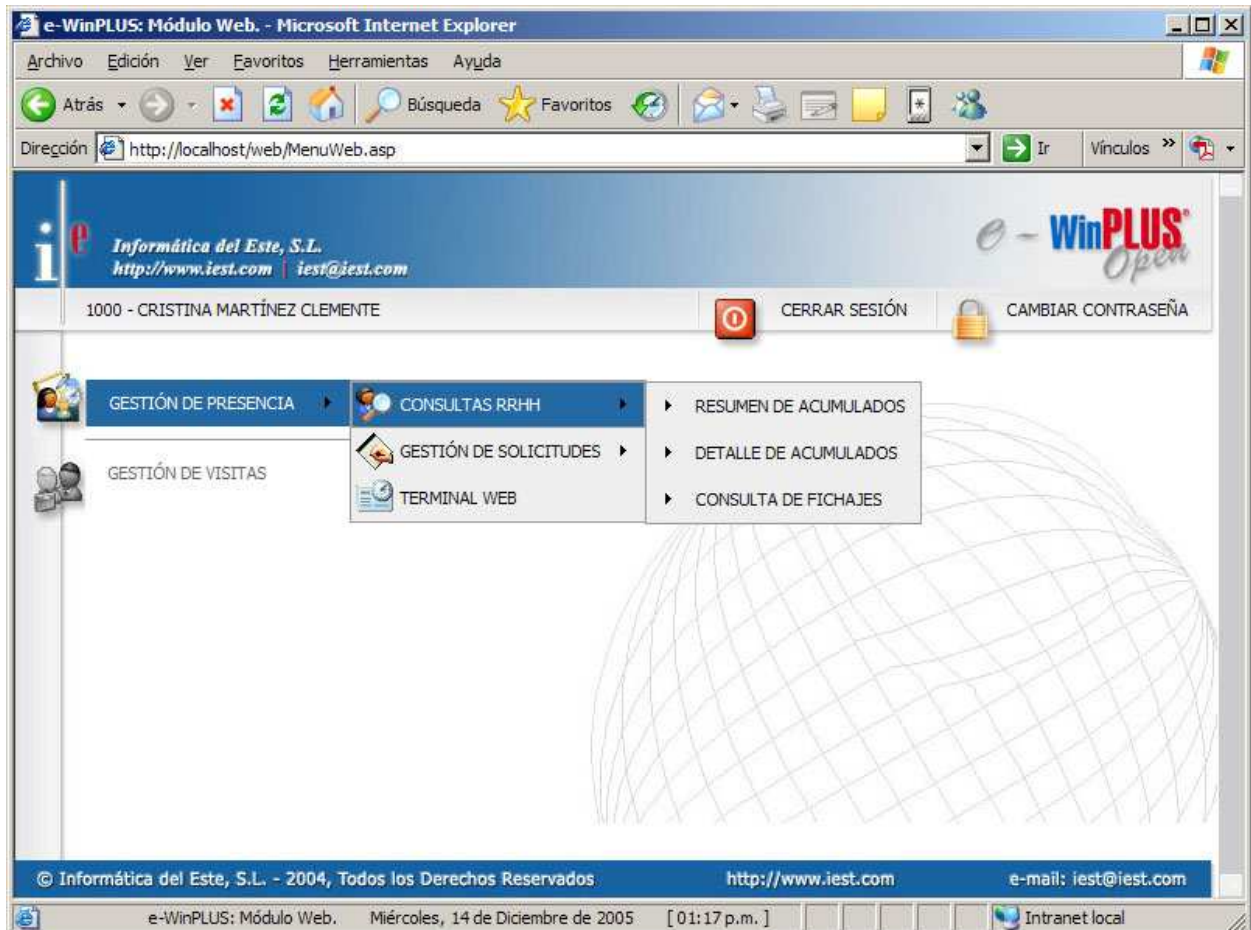 e-WinPLUS: Módulo Web. - Microsoft Internet Explorer
Archivo Edición Ver Favoritos Herramientas Ayuda
Atrás Búsqueda Favoritos
Dirección http://localhost/web/MenuWeb.asp Ir Vínculos »
ie
Informática del Este, S.L.
http://www.iest.com | iest@iest.com
e - WinPLUS®
Open
1000 - CRISTINA MARTÍNEZ CLEMENTE CERRAR SESIÓN CAMBIAR CONTRASEÑA
GESTIÓN DE PRESENCIA CONSULTAS RRHH RESUMEN DE ACUMULADOS
GESTIÓN DE SOLICITUDES DETALLE DE ACUMULADOS
GESTIÓN DE VISITAS
TERMINAL WEB CONSULTA DE FICHAJES
© Informática del Este, S.L. - 2004, Todos los Derechos Reservados http://www.iest.com e-mail: iest@iest.com
e-WinPLUS: Módulo Web. Miércoles, 14 de Diciembre de 2005 [ 01:17 p.m. ] Intranet local